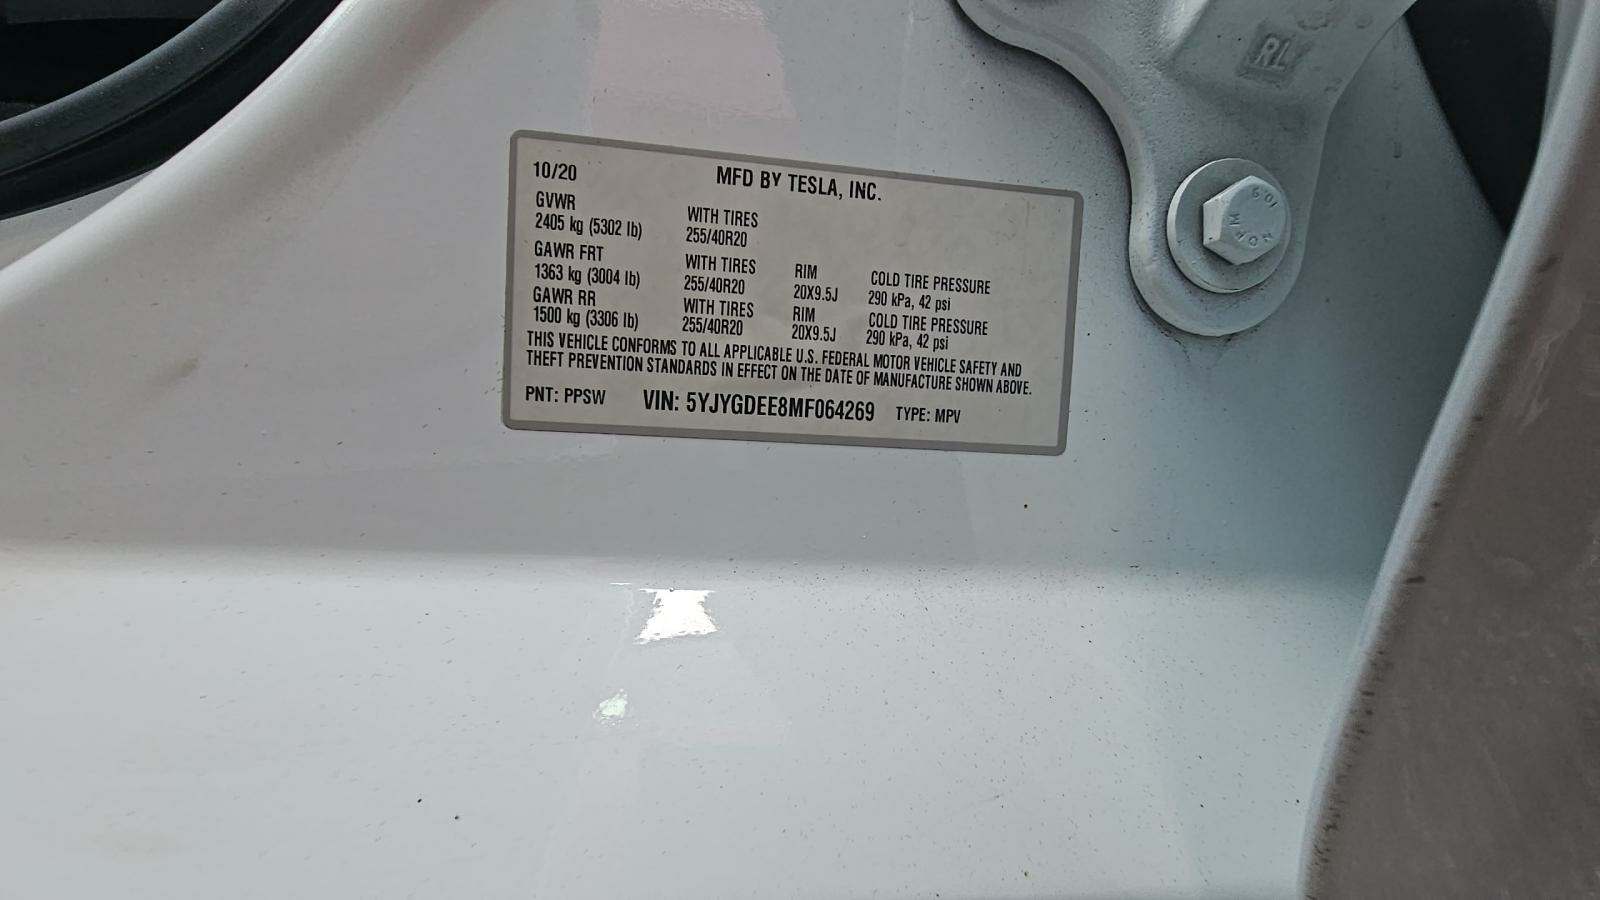 RL
10/20 MFD BY TESLA, INC.
GVWR WITH TIRES
2405 kg (5302 lb) 255/40R20
GAWR FRT WITH TIRES RIM COLD TIRE PRESSURE
1363 kg (3004 lb) 255/40R20 20X9.5J 290 kPa, 42 psi
GAWR RR WITH TIRES RIM COLD TIRE PRESSURE
1500 kg (3306 lb) 255/40R20 20X9.5J 290 kPa, 42 psi
THIS VEHICLE CONFORMS TO ALL APPLICABLE U.S. FEDERAL MOTOR VEHICLE SAFETY AND
THEFT PREVENTION STANDARDS IN EFFECT ON THE DATE OF MANUFACTURE SHOWN ABOVE.
PNT: PPSW VIN: 5YJYGDEE8MF064269 TYPE: MPV
10.9